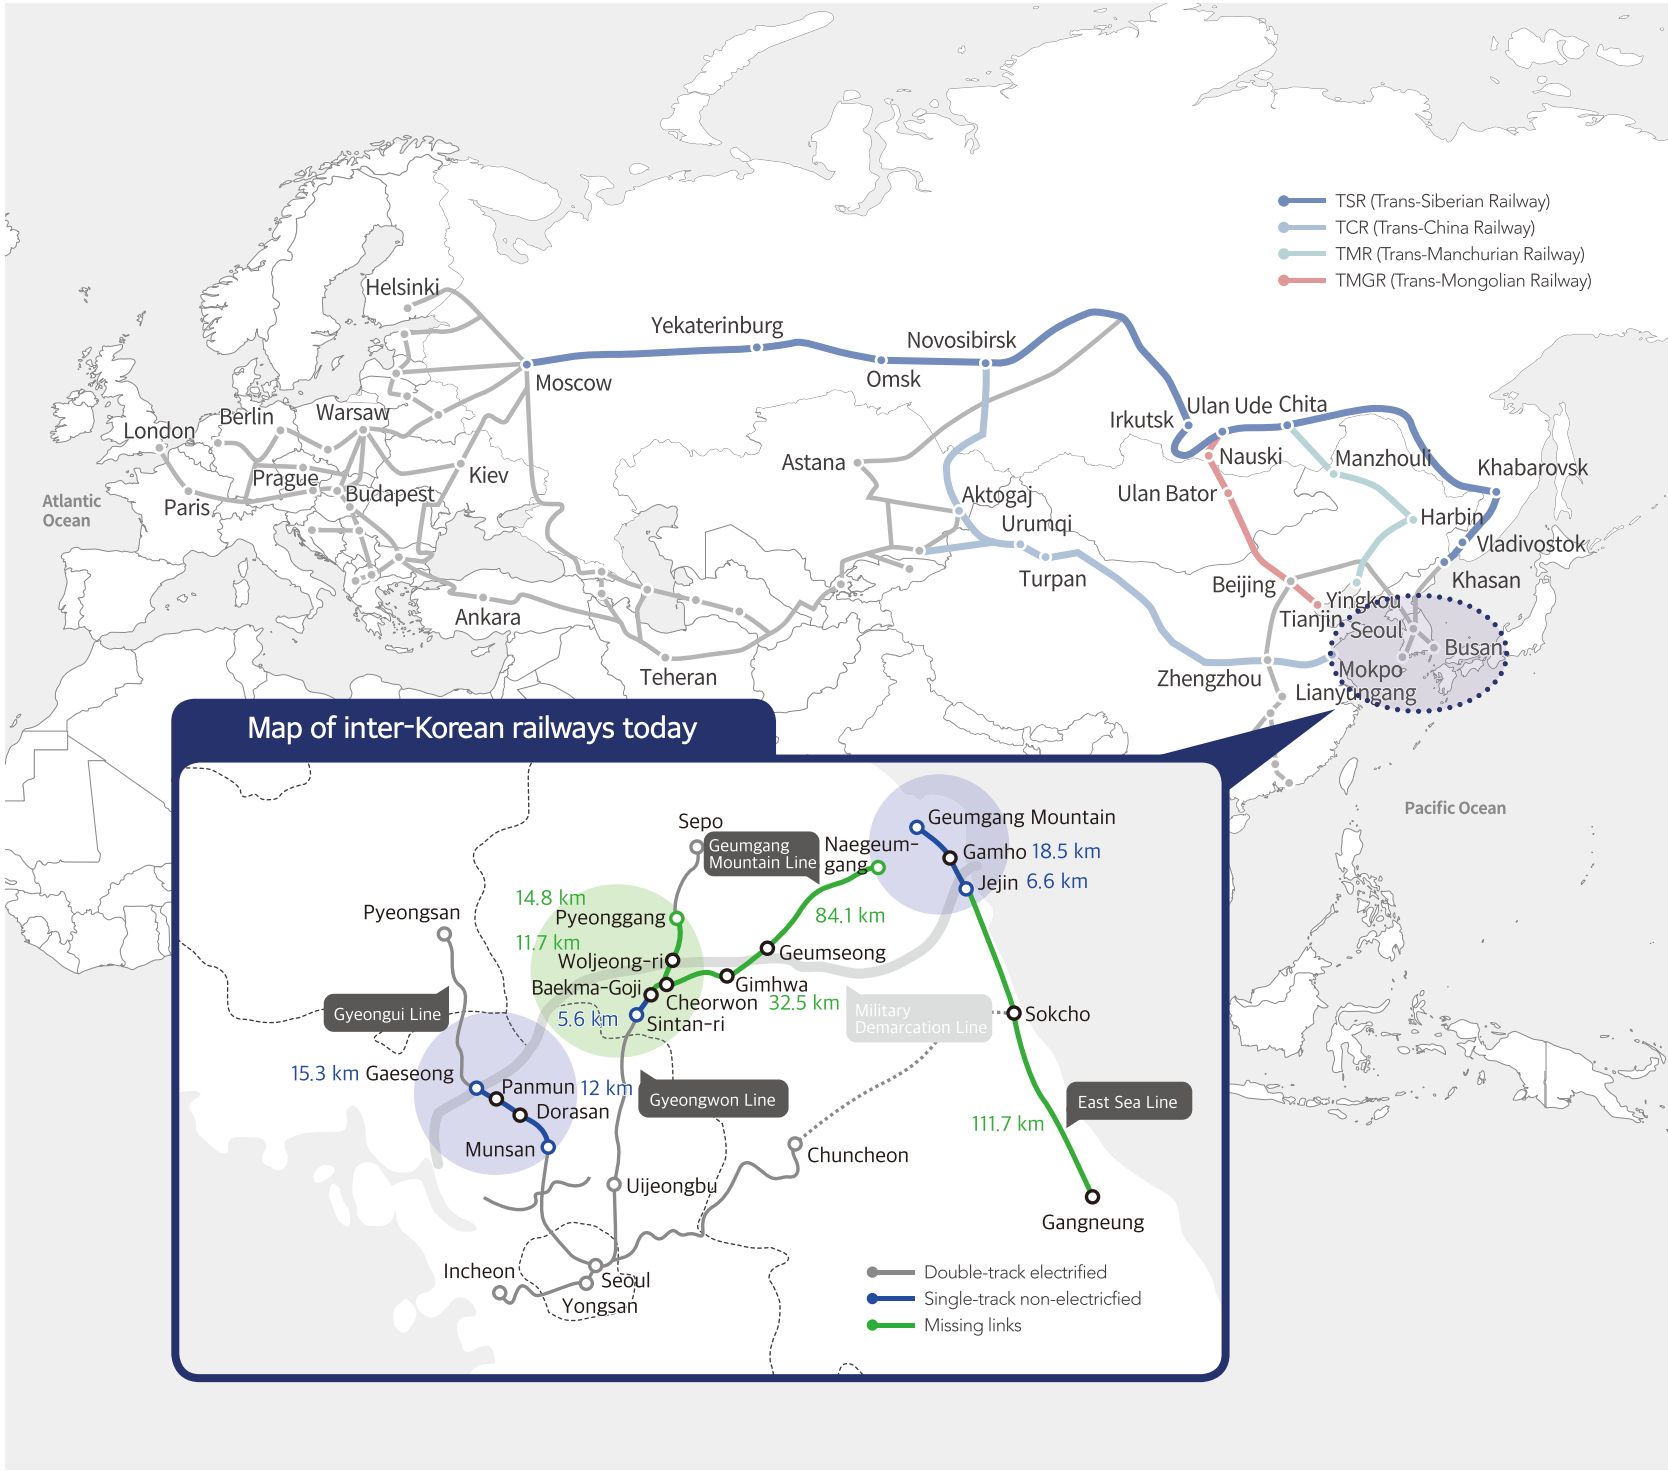 TSR (Trans-Siberian Railway)
TCR (Trans-China Railway)
TMR (Trans-Manchurian Railway)
TMGR (Trans-Mongolian Railway)
Helsinki
Yekaterinburg
Novosibirsk
Moscow
Omsk
Berlin
Warsaw
London
Irkutsk
Ulan Ude
Chita
Nauski
Manzhouli
Khabarovsk
Astana
Kiev
Prague
Budapest
Paris
Atlantic
Ocean
Aktogaj
Urumqi
Ulan Bator
Harbin
Vladivostok
Turpan
Khasan
Beijing
Yingkou
Tianjin
Ankara
Seoul
Busan
Teheran
Zhengzhou
Mokpo
Lianyungang
Pacific Ocean
Map of inter-Korean railways today
Sepo
Geumgang
Mountain Line
Naegeum-
gang
Geumgang Mountain
Gamho 18.5 km
Jejin 6.6 km
14.8 km
Pyeonggang
84.1 km
Pyeongsan
11.7 km
Woljeong-ri
Geumseong
Baekma-Goji
Gimhwa
Cheorwon
32.5 km
5.6 km
Sintan-ri
Gyeongui Line
Military
Demarcation Line
Sokcho
15.3 km Gaeseong
Panmun 12 km
Gyeongwon Line
East Sea Line
Dorasan
111.7 km
Munsan
Chuncheon
Uijeongbu
Gangneung
Incheon
Seoul
Yongsan
Double-track electrified
Single-track non-electricfied
Missing links